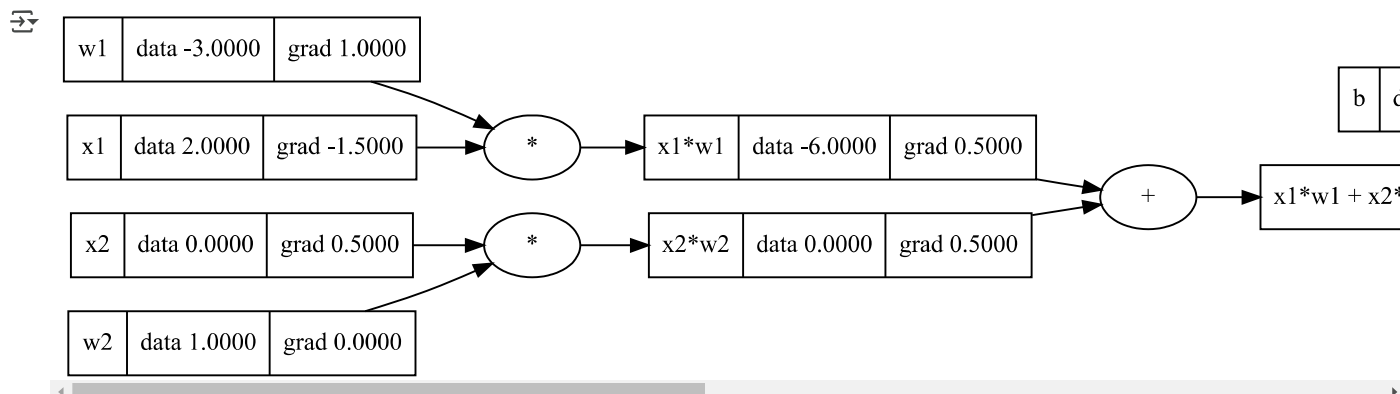 w1 data -3.0000 grad 1.0000
b
x1 data 2.0000 grad -1.5000
*
x1*w1 data -6.0000 grad 0.5000
+
x1*w1 + x2*
x2 data 0.0000 grad 0.5000
*
x2*w2 data 0.0000 grad 0.5000
w2 data 1.0000 grad 0.0000